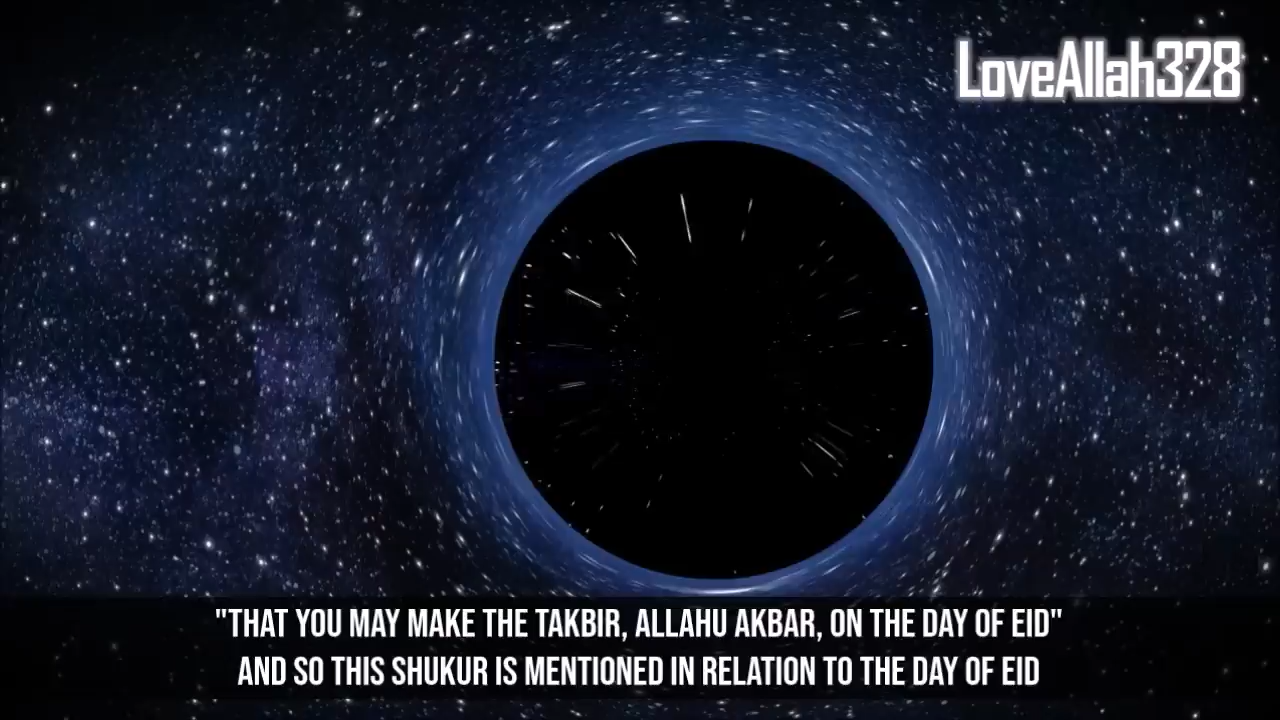 LoveAllah328
"THAT YOU MAY MAKE THE TAKBIR, ALLAHU AKBAR, ON THE DAY OF EID"
AND SO THIS SHUKUR IS MENTIONED IN RELATION TO THE DAY OF EID